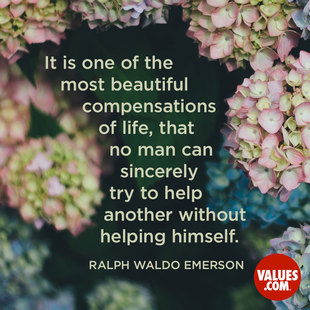 It is one of the
most beautiful
compensations
of life, that
no man can
sincerely
try to help
another without
helping himself.
RALPH WALDO EMERSON
VALUES
.COM®